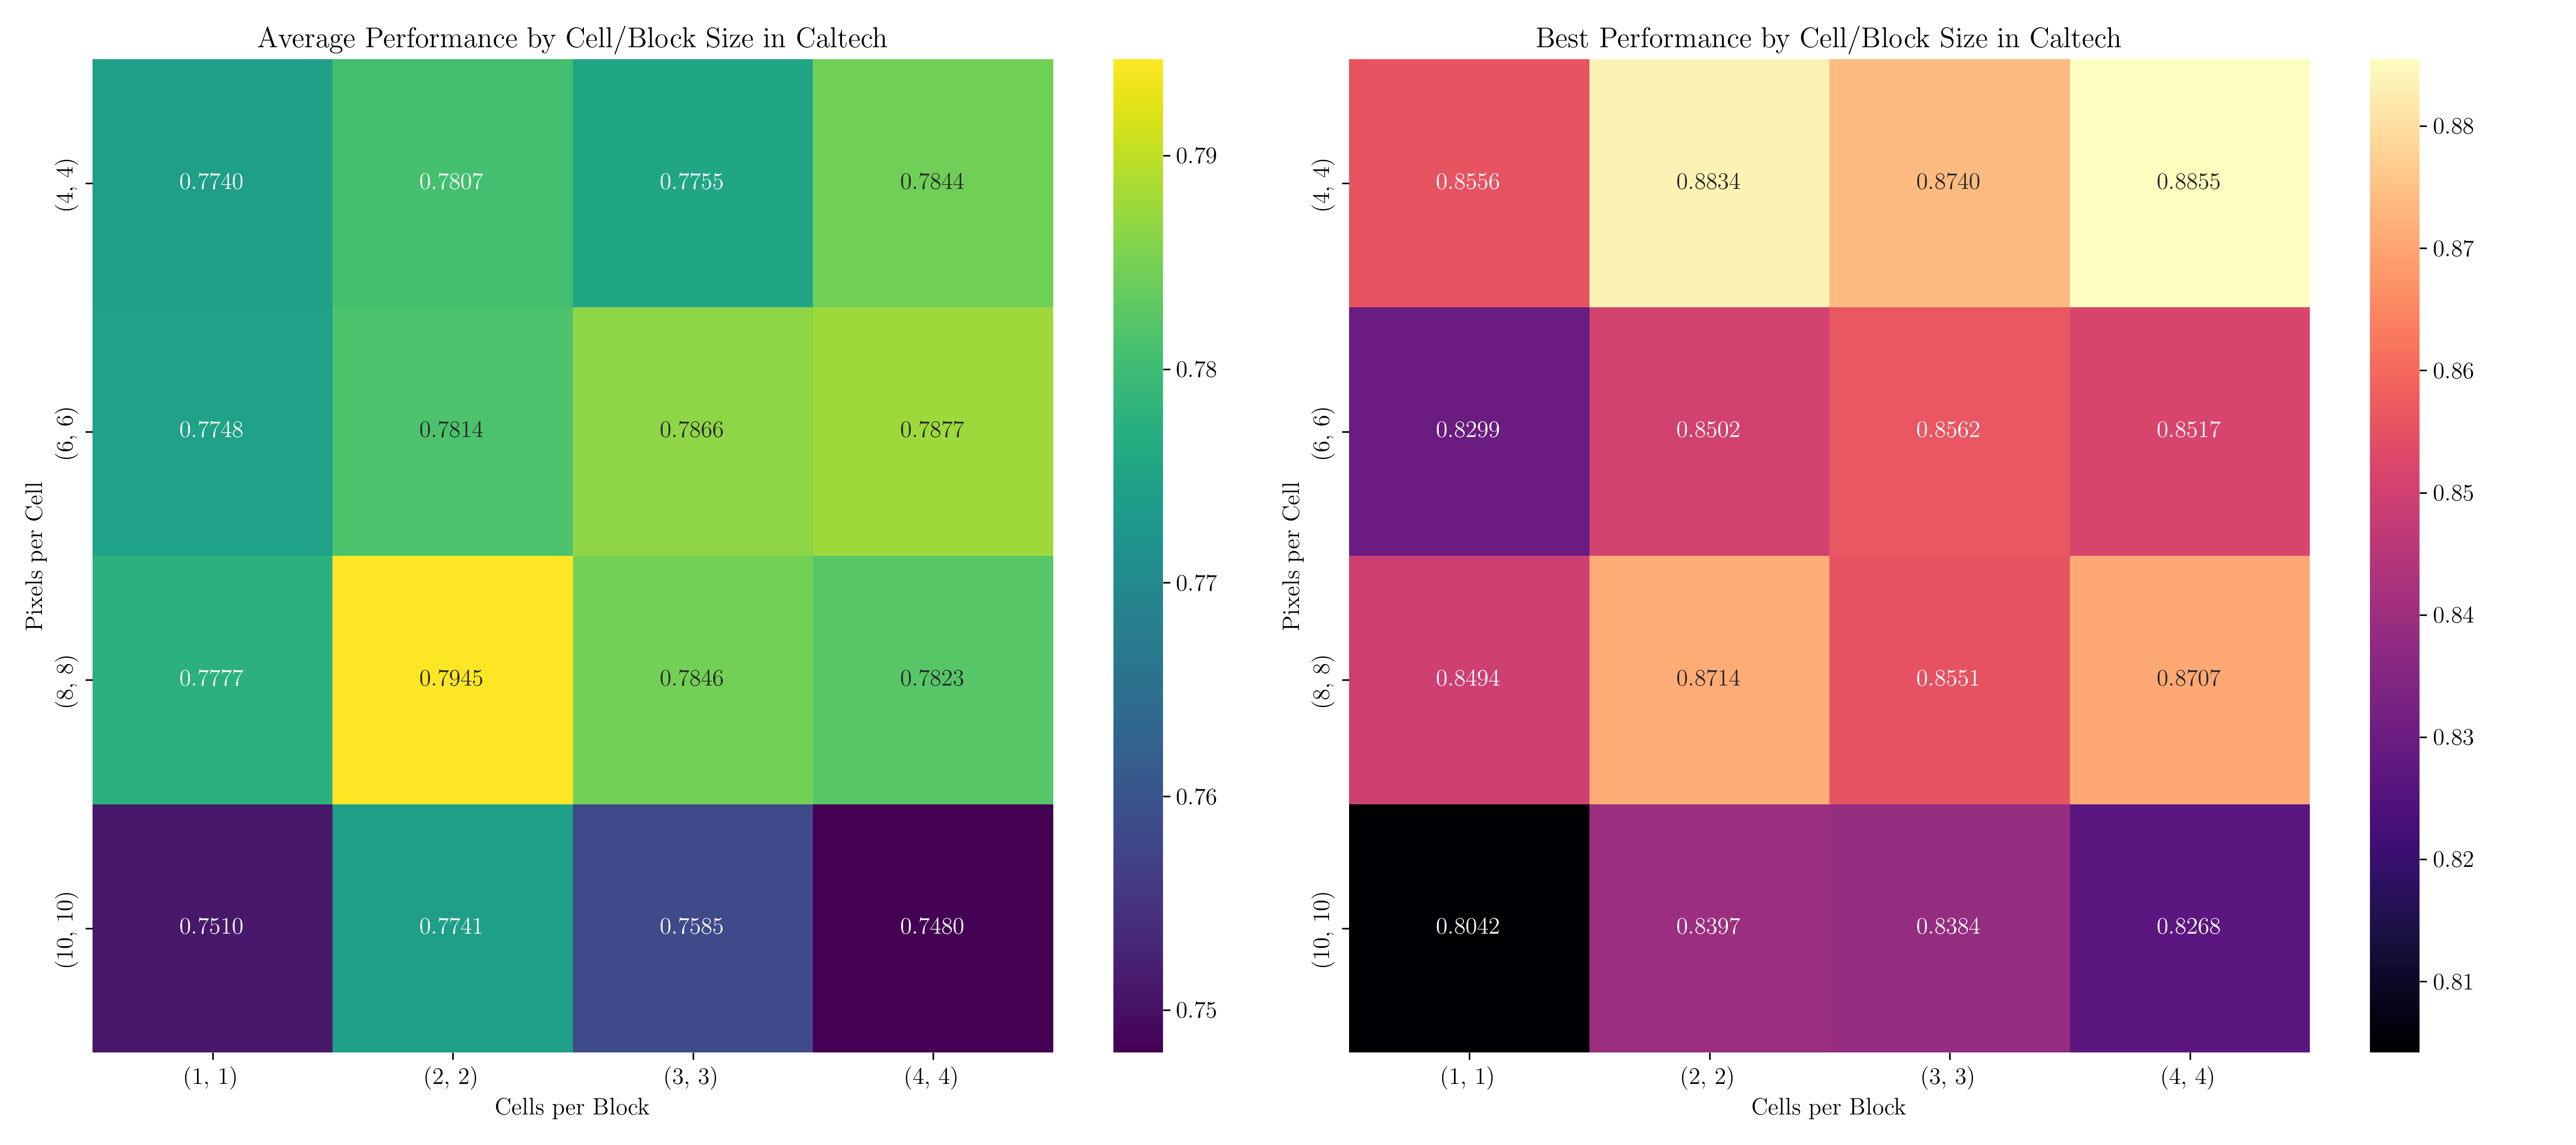 Average Performance by Cell/Block Size in Caltech
Pixels per Cell
(4, 4)
0.7740 0.7807 0.7755 0.7844
(6, 6)
0.7748 0.7814 0.7866 0.7877
(8, 8)
0.7777 0.7945 0.7846 0.7823
(10, 10)
0.7510 0.7741 0.7585 0.7480
(1, 1) (2, 2) (3, 3) (4, 4)
Cells per Block
0.79
0.78
0.77
0.76
0.75
Best Performance by Cell/Block Size in Caltech
Pixels per Cell
(4, 4)
0.8556 0.8834 0.8740 0.8855
(6, 6)
0.8299 0.8502 0.8562 0.8517
(8, 8)
0.8494 0.8714 0.8551 0.8707
(10, 10)
0.8042 0.8397 0.8384 0.8268
(1, 1) (2, 2) (3, 3) (4, 4)
Cells per Block
0.88
0.87
0.86
0.85
0.84
0.83
0.82
0.81